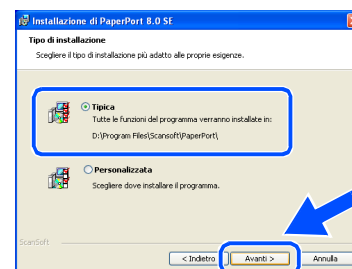 Installazione di PaperPort 8.0 SE
Tipo di installazione
Scegliere il tipo di installazione più adatto alle proprie esigenze.
Tipica
Tutte le funzioni del programma verranno installate in:
D:\Program Files\Scansoft\PaperPort\
Personalizzata
Scegliere dove installare il programma.
ScanSoft
< Indietro
Avanti >
Annulla